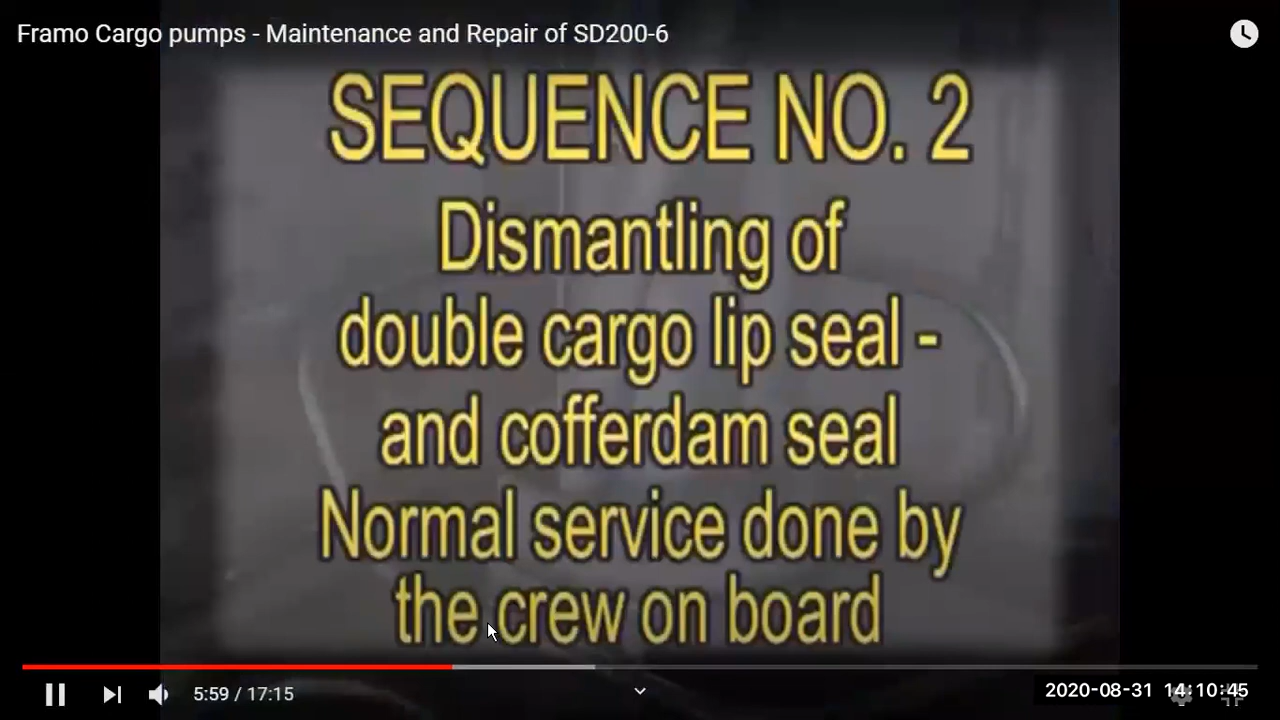 Framo Cargo pumps - Maintenance and Repair of SD200-6
SEQUENCE NO. 2
Dismantling of
double cargo lip seal -
and cofferdam seal
Normal service done by
the crew on board
5:59 / 17:15
2020-08-31 14:10:45